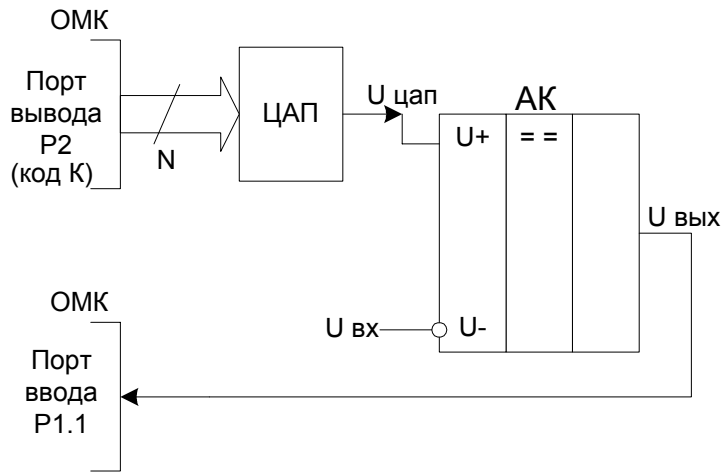 ОМК
Порт
вывода
P2
(код К)
N
ЦАП
U цап
АК
U+
= =
U вых
U вх
U-
ОМК
Порт
ввода
P1.1